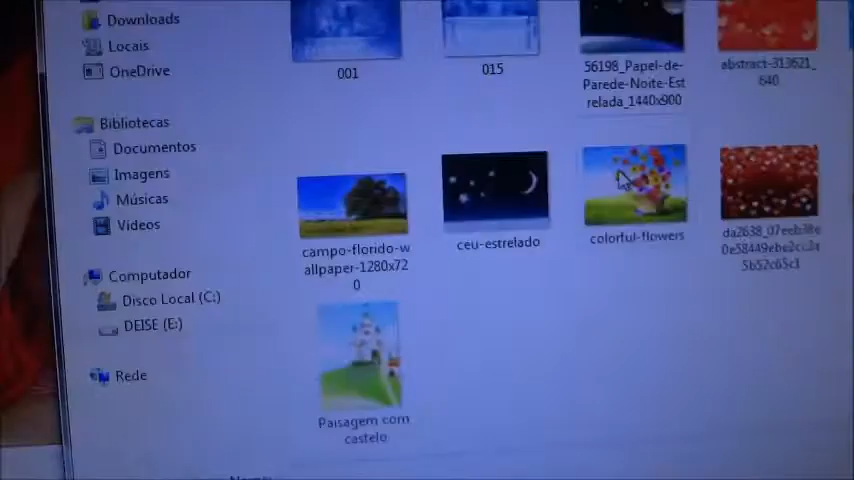 Downloads
Locais
OneDrive
Bibliotecas
Documentos
Imagens
Músicas
Vídeos
Computador
Disco Local (C:)
DEISE (E:)
Rede
001
015
56198_Papel-de-
Parede-Noite-Est
relada_1440x900
abstract-313621_
640
campo-florido-w
allpaper-1280x72
0
ceu-estrelado
colorful-flowers
Paisagem com
castelo